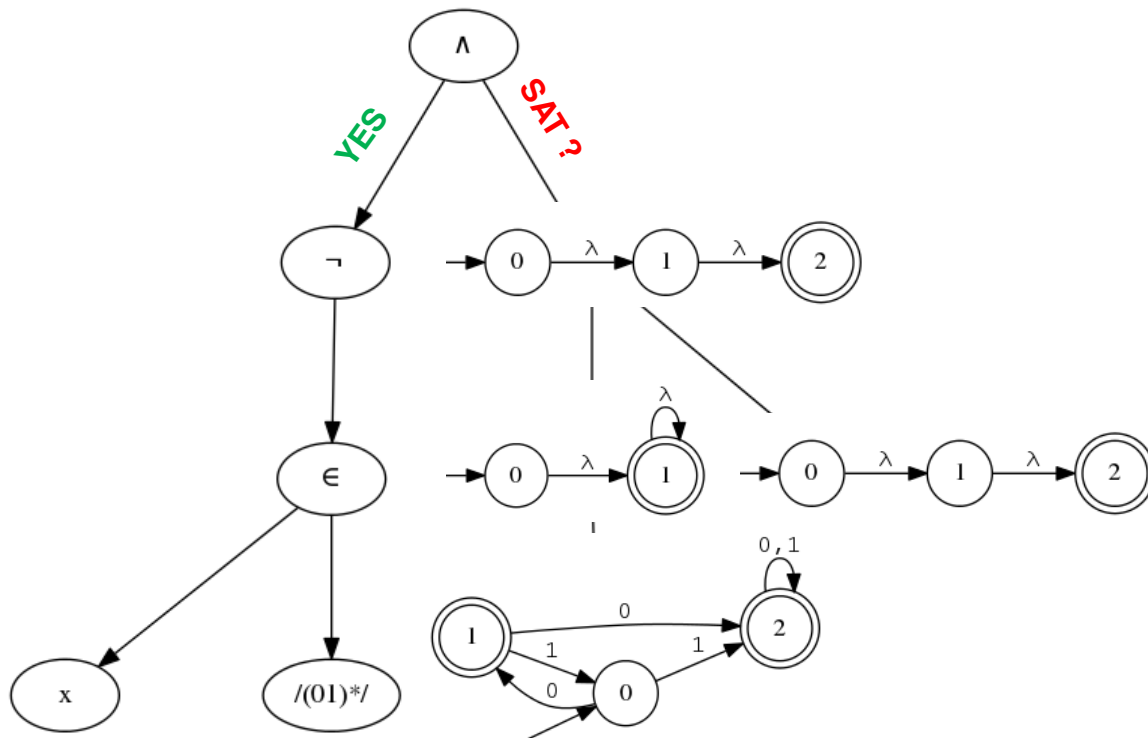 ∧
YES
SAT ?
¬
0 λ 1 λ 2
∈
0 λ 1 λ
0 λ 1 λ 2
x
/(01)*/
1 0 2 0,1
1 0 0 1